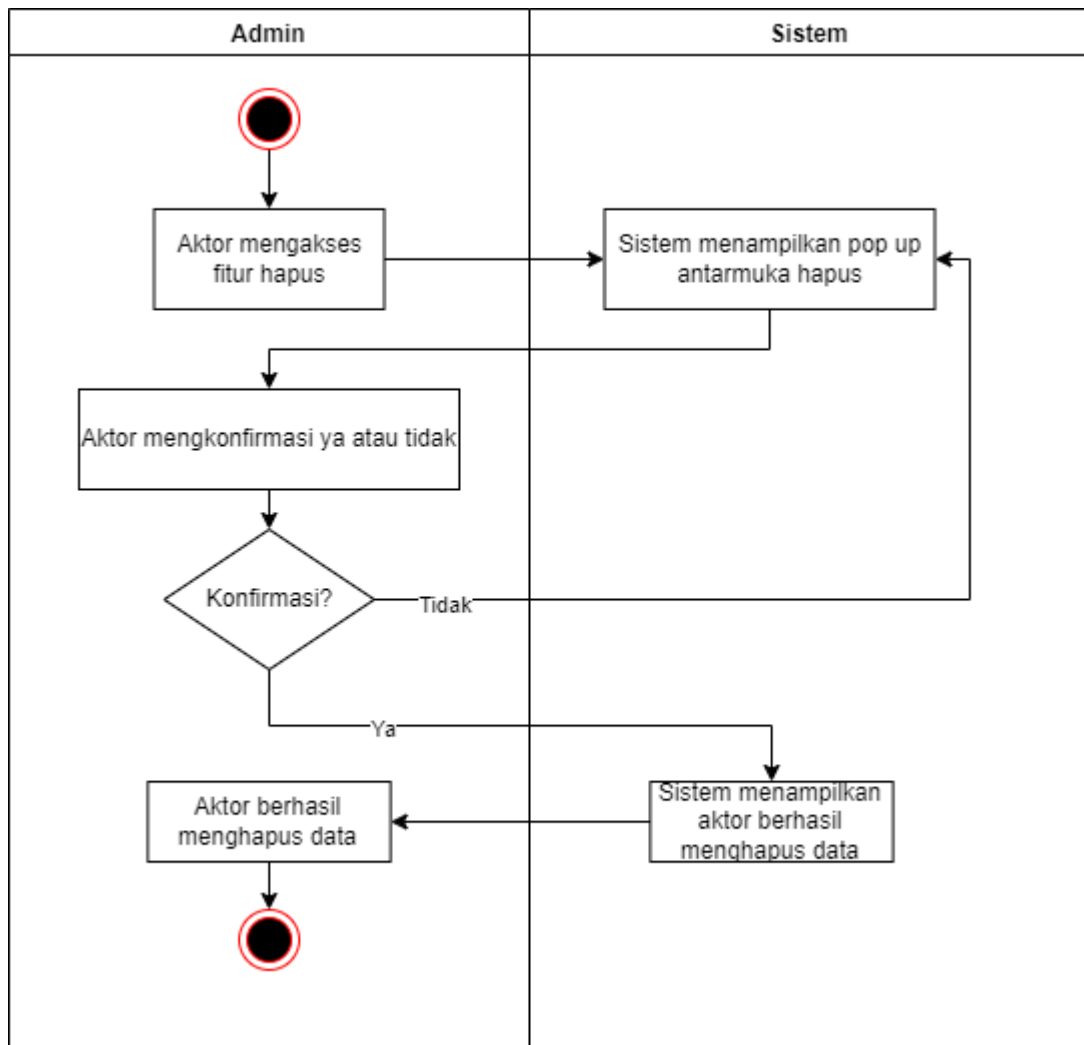 Admin
Sistem
Aktor mengakses
fitur hapus
Sistem menampilkan pop up
antarmuka hapus
Aktor mengkonfirmasi ya atau tidak
Konfirmasi?
Tidak
Ya
Aktor berhasil
menghapus data
Sistem menampilkan
aktor berhasil
menghapus data